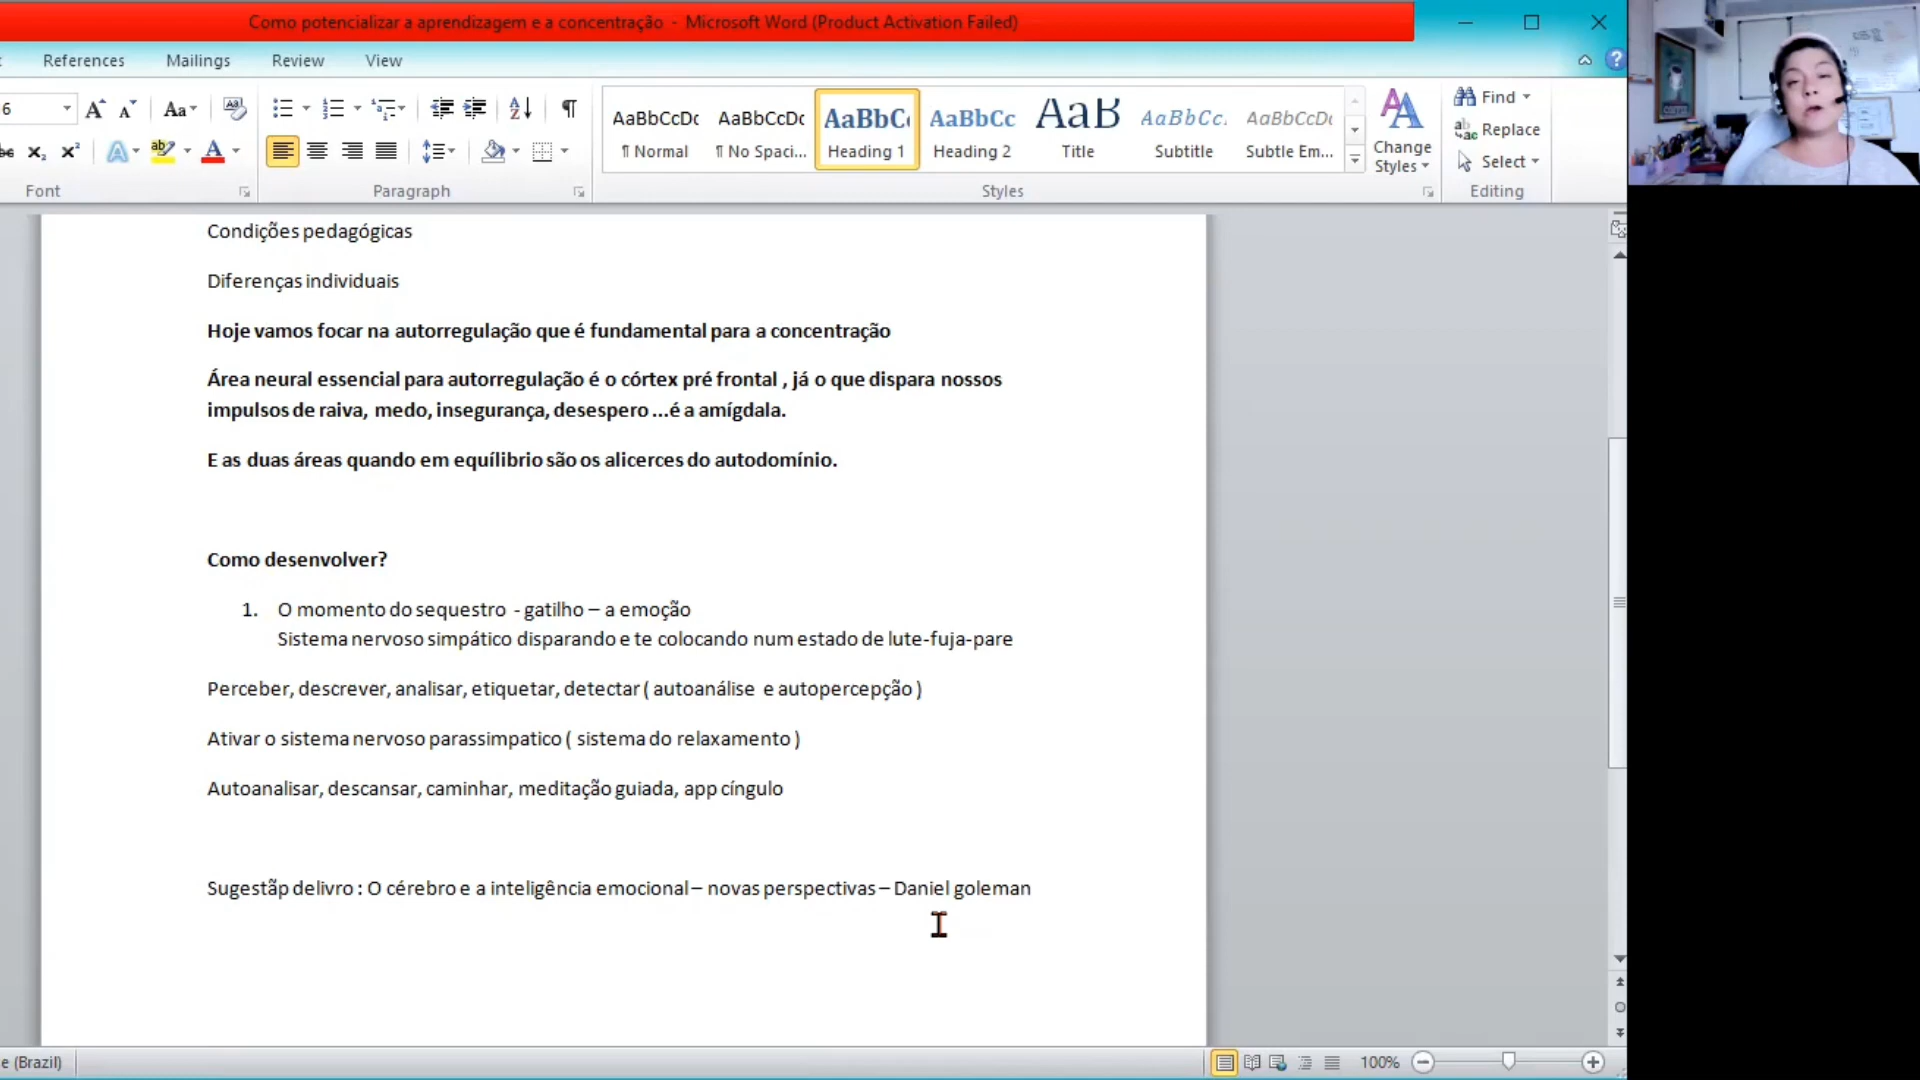 Como potencializar a aprendizagem e a concentração - Microsoft Word (Product Activation Failed)
References Mailings Review View
6 Aa
Find
Replace
Select
AaBbCcDc AaBbCcDc AaBbC AaBbCc AaB AaBbCc. AaBbCcDc
¶ Normal ¶ No Spaci... Heading 1 Heading 2 Title Subtitle Subtle Em...
Change
Styles
Font Paragraph Styles Editing
Condições pedagógicas
Diferenças individuais
Hoje vamos focar na autorregulação que é fundamental para a concentração
Área neural essencial para autorregulação é o córtex pré frontal , já o que dispara nossos
impulsos de raiva, medo, insegurança, desespero ...é a amígdala.
E as duas áreas quando em equílibrio são os alicerces do autodomínio.
Como desenvolver?
1. O momento do sequestro - gatilho – a emoção
Sistema nervoso simpático disparando e te colocando num estado de lute-fuja-pare
Perceber, descrever, analisar, etiquetar, detectar ( autoanálise e autopercepção )
Ativar o sistema nervoso parassimpatico ( sistema do relaxamento )
Autoanalisar, descansar, caminhar, meditação guiada, app cíngulo
Sugestãp delivro : O cérebro e a inteligência emocional – novas perspectivas – Daniel goleman
e (Brazil)
100%